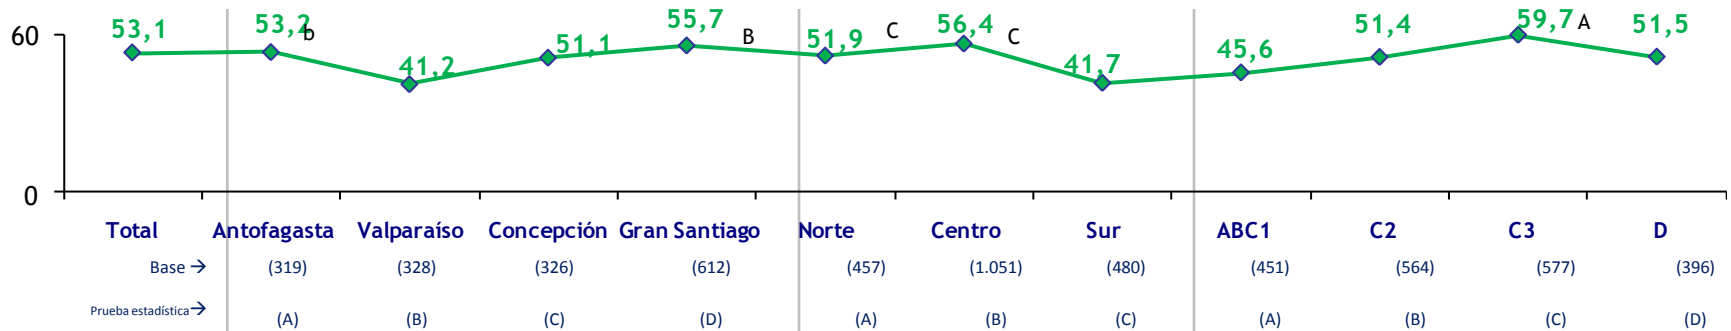 60
53,1 53,2 b 41,2 51,1 55,7 B 51,9 C 56,4 C 41,7 45,6 51,4 59,7 A 51,5
0
Total Antofagasta Valparaíso Concepción Gran Santiago Norte Centro Sur ABC1 C2 C3 D
Base → (319) (328) (326) (612) (457) (1.051) (480) (451) (564) (577) (396)
Prueba estadística → (A) (B) (C) (D) (A) (B) (C) (A) (B) (C) (D)